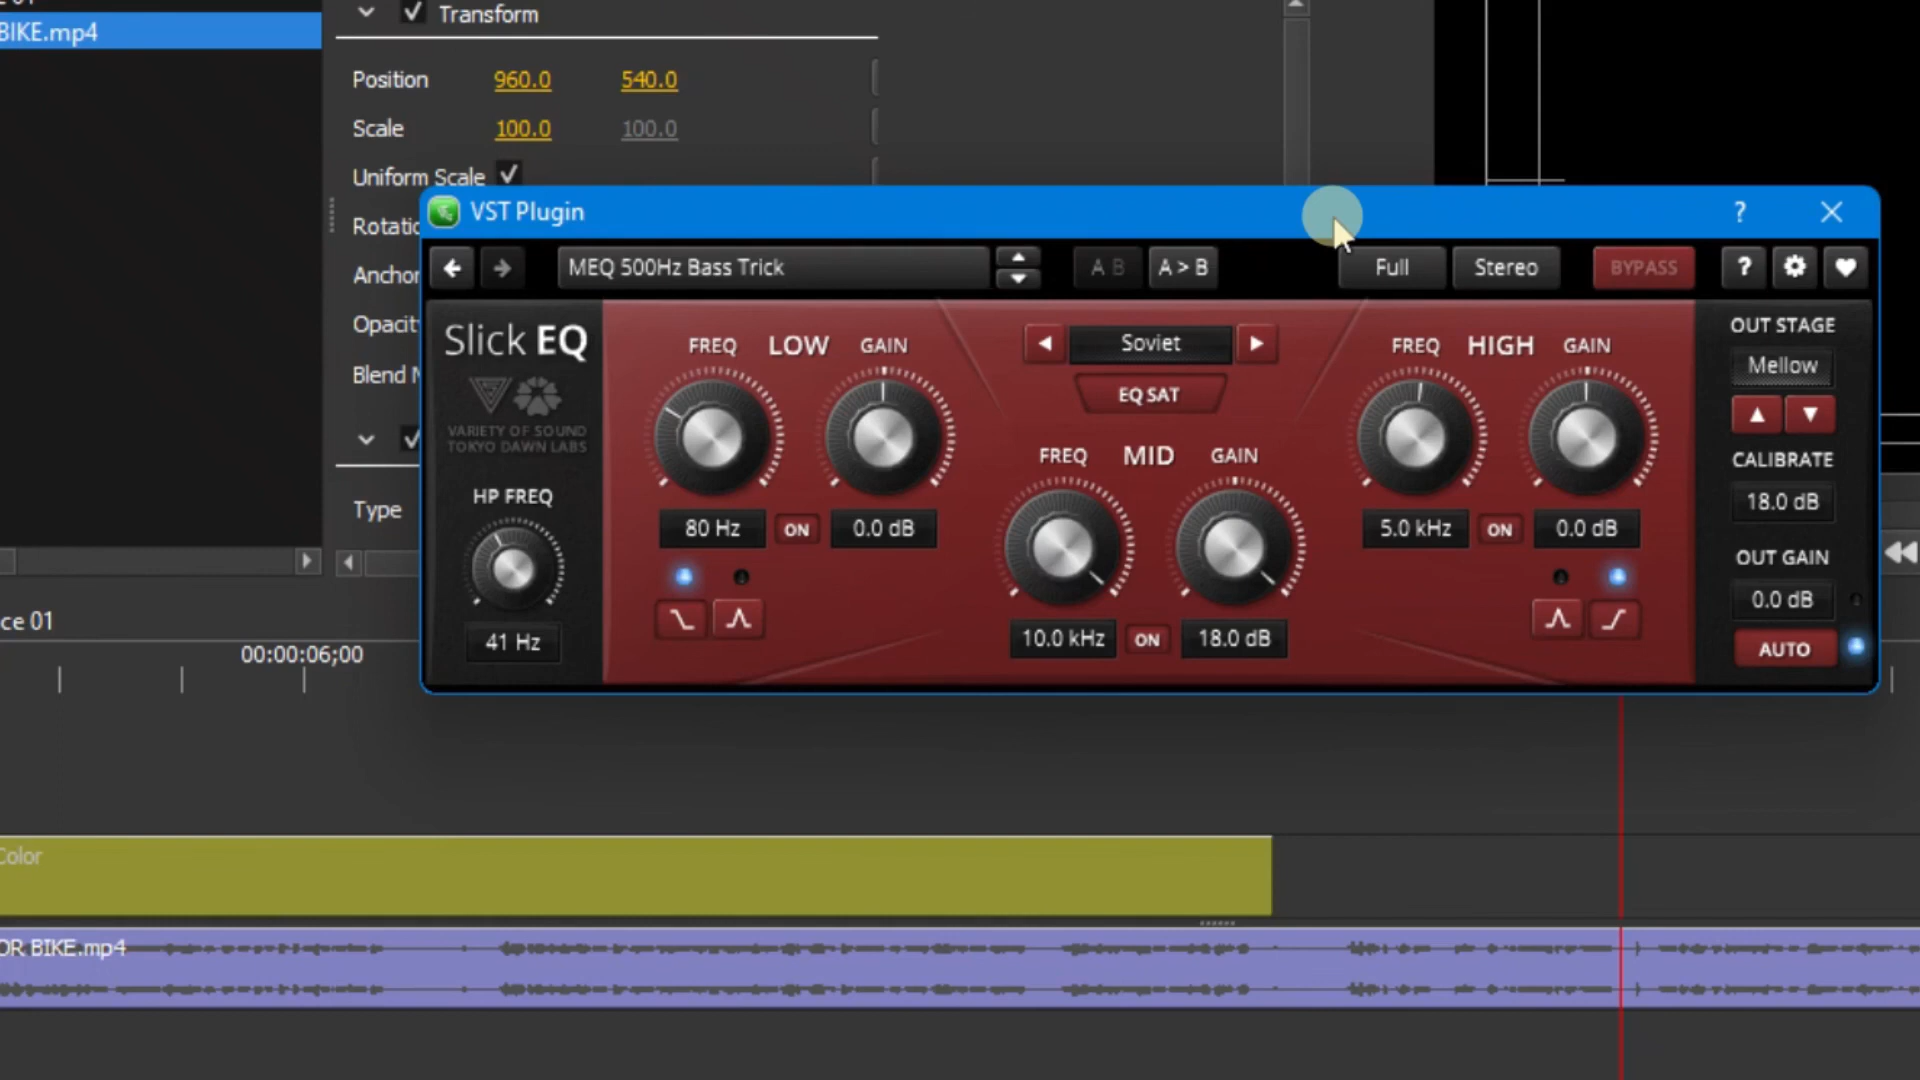 BIKE.mp4
Transform
Position 960.0 540.0
Scale 100.0 100.0
Uniform Scale
VST Plugin ?
MEQ 500Hz Bass Trick A B A > B Full Stereo BYPASS ?
Slick EQ
VARIETY OF SOUND
TOKYO DAWN LABS
HP FREQ
41 Hz
FREQ LOW GAIN
80 Hz ON 0.0 dB
Soviet
EQ SAT
FREQ MID GAIN
10.0 kHz ON 18.0 dB
FREQ HIGH GAIN
5.0 kHz ON 0.0 dB
OUT STAGE
Mellow
CALIBRATE
18.0 dB
OUT GAIN
0.0 dB
AUTO
Rotatio
Anchor
Opacit
Blend M
Type
ce 01
00:00:06;00
Color
OR BIKE.mp4